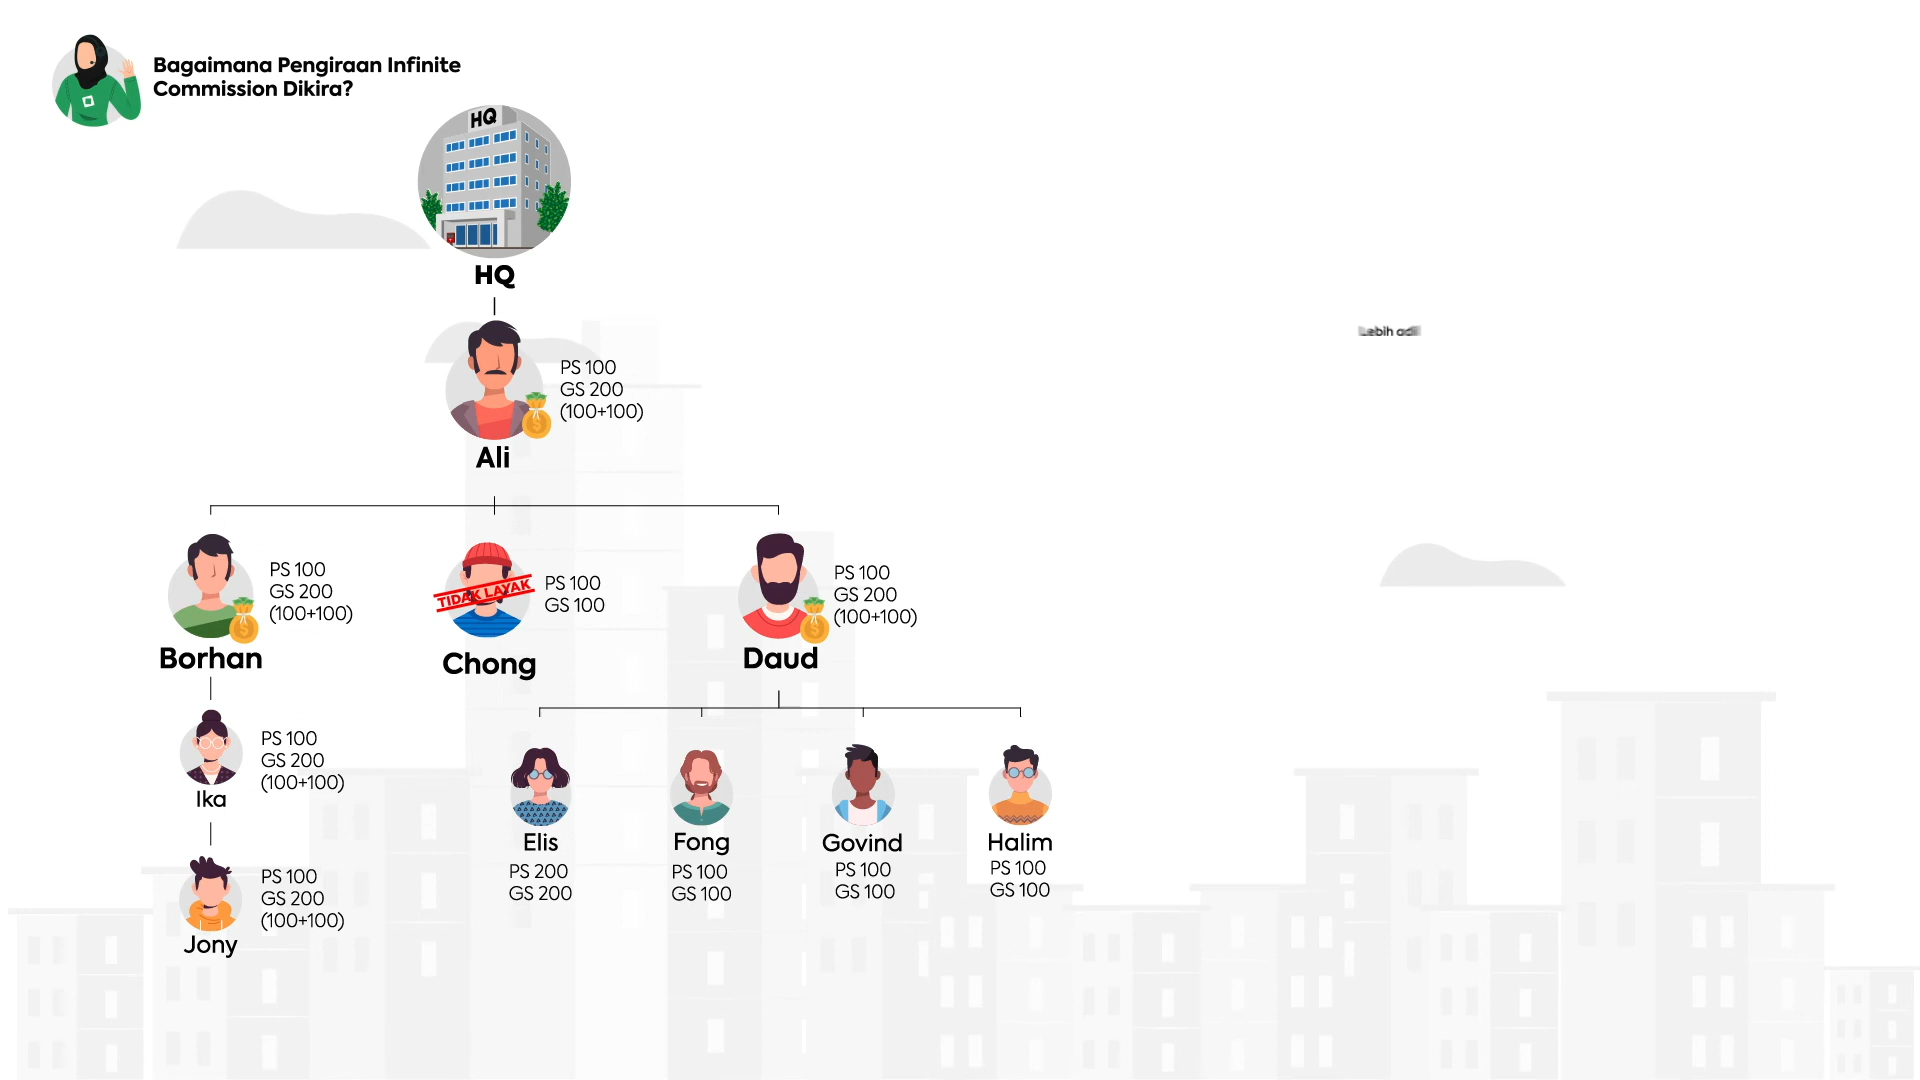 Bagaimana Pengiraan Infinite
Commission Dikira?
HQ
HQ
PS 100
GS 200
(100+100)
Ali
PS 100
GS 200
(100+100)
Borhan
TIDAK LAYAK
PS 100
GS 100
Chong
PS 100
GS 200
(100+100)
Daud
PS 100
GS 200
(100+100)
Ika
PS 100
GS 200
(100+100)
Jony
Elis
PS 200
GS 200
Fong
PS 100
GS 100
Govind
PS 100
GS 100
Halim
PS 100
GS 100
Lebih adil